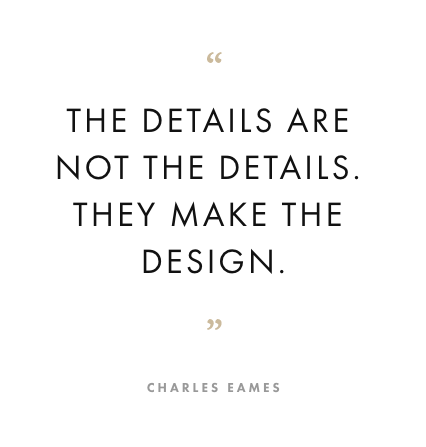 “
THE DETAILS ARE
NOT THE DETAILS.
THEY MAKE THE
DESIGN.
”
CHARLES EAMES